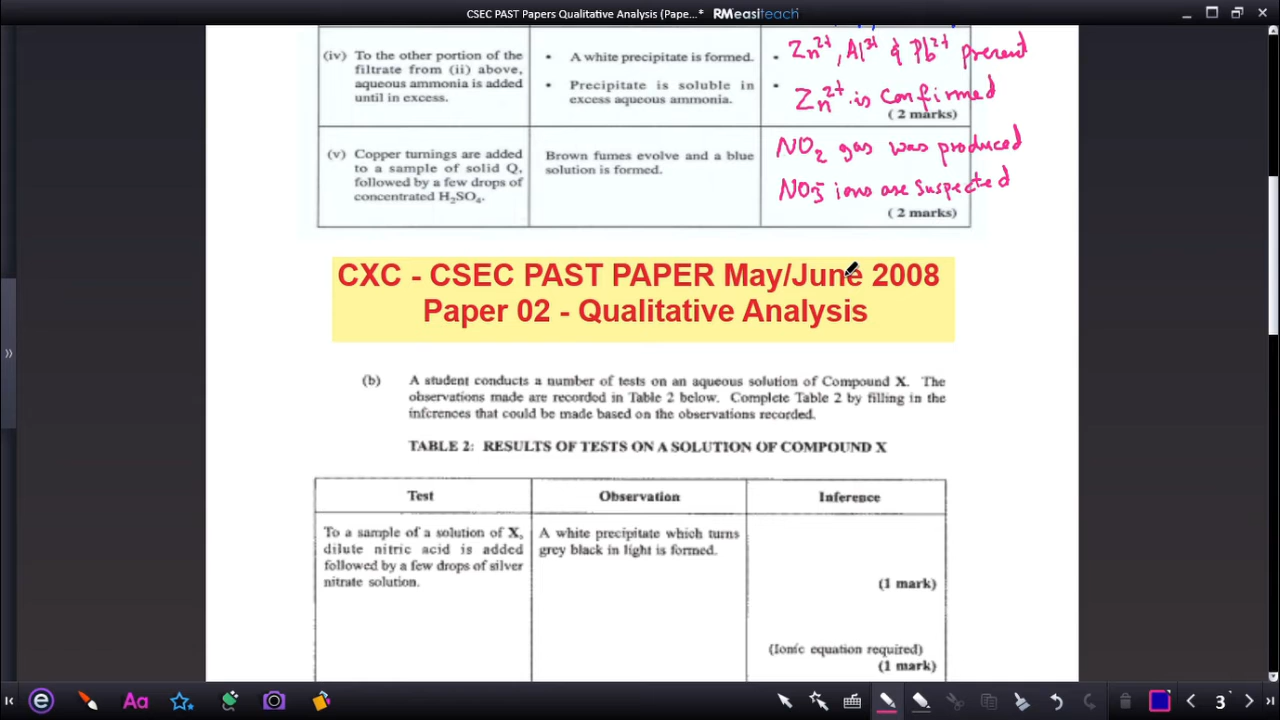 CSEC PAST Papers Qualitative Analysis (Pape...* RMeasiteach
(iv) To the other portion of the filtrate from (ii) above, aqueous ammonia is added until in excess.
• A white precipitate is formed.
• Precipitate is soluble in excess aqueous ammonia.
• Zn²⁺, Al³⁺ & Pb²⁺ present
• Zn²⁺ is confirmed
( 2 marks)
(v) Copper turnings are added to a sample of solid Q, followed by a few drops of concentrated H₂SO₄.
Brown fumes evolve and a blue solution is formed.
NO₂ gas was produced
NO₃⁻ ions are suspected
( 2 marks)
CXC - CSEC PAST PAPER May/June 2008
Paper 02 - Qualitative Analysis
(b) A student conducts a number of tests on an aqueous solution of Compound X. The
observations made are recorded in Table 2 below. Complete Table 2 by filling in the
inferences that could be made based on the observations recorded.
TABLE 2: RESULTS OF TESTS ON A SOLUTION OF COMPOUND X
Test Observation Inference
To a sample of a solution of X,
dilute nitric acid is added
followed by a few drops of silver
nitrate solution.
A white precipitate which turns
grey black in light is formed.
(1 mark)
(Ionic equation required)
(1 mark)
Aa
3